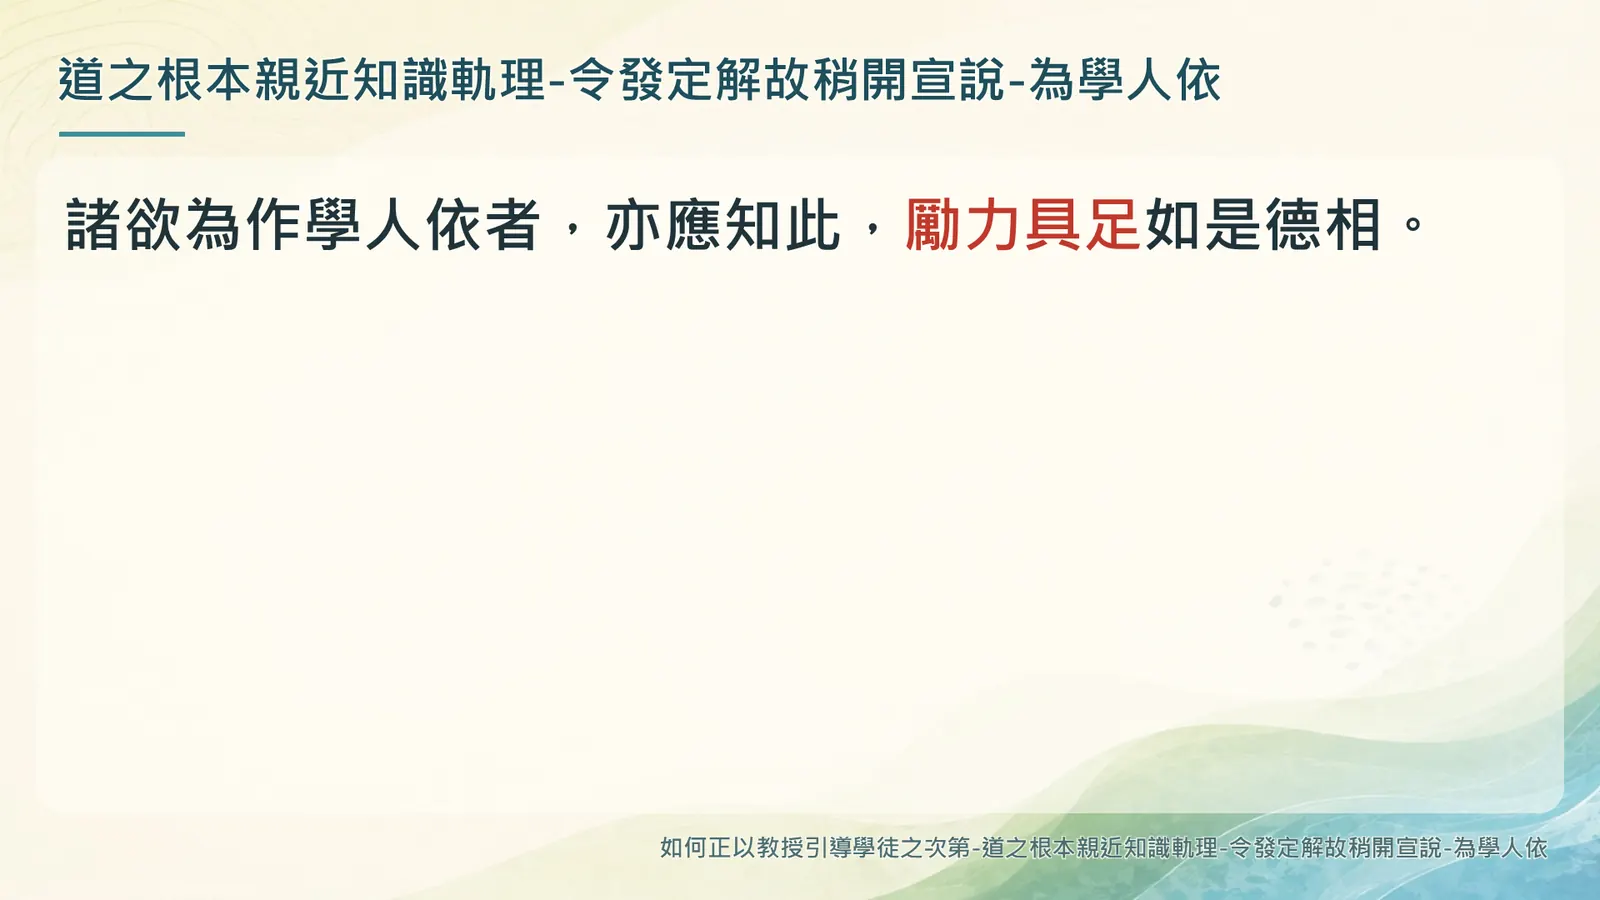 道之根本親近知識軌理-令發定解故稍開宣說-為學人依
諸欲為作學人依者，亦應知此，勵力具足如是德相。
如何正以教授引導學徒之次第-道之根本親近知識軌理-令發定解故稍開宣說-為學人依